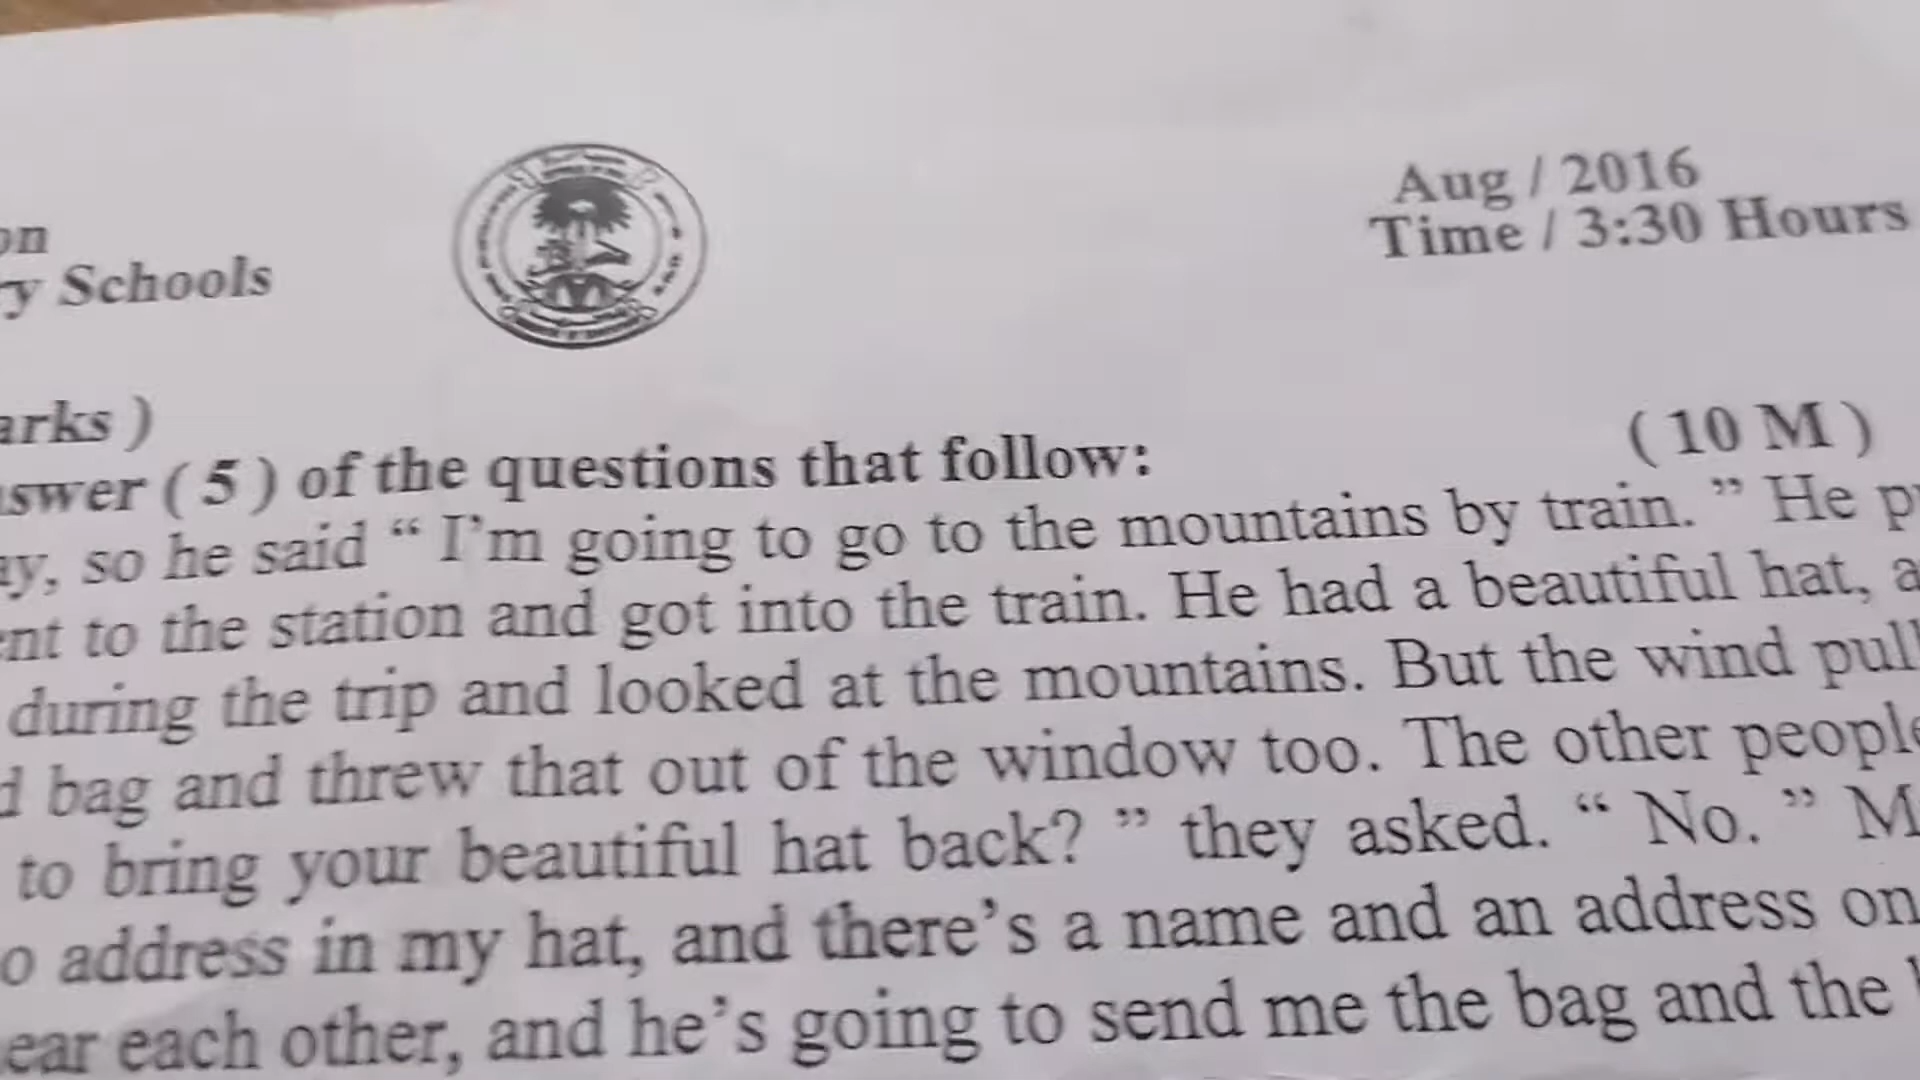 on
y Schools
Aug / 2016
Time / 3:30 Hours
arks )
swer ( 5 ) of the questions that follow:
( 10 M )
ay, so he said “ I’m going to go to the mountains by train. ” He p
ent to the station and got into the train. He had a beautiful hat, a
during the trip and looked at the mountains. But the wind pull
d bag and threw that out of the window too. The other people
to bring your beautiful hat back? ” they asked. “ No. ” M
o address in my hat, and there’s a name and an address on
ear each other, and he’s going to send me the bag and the